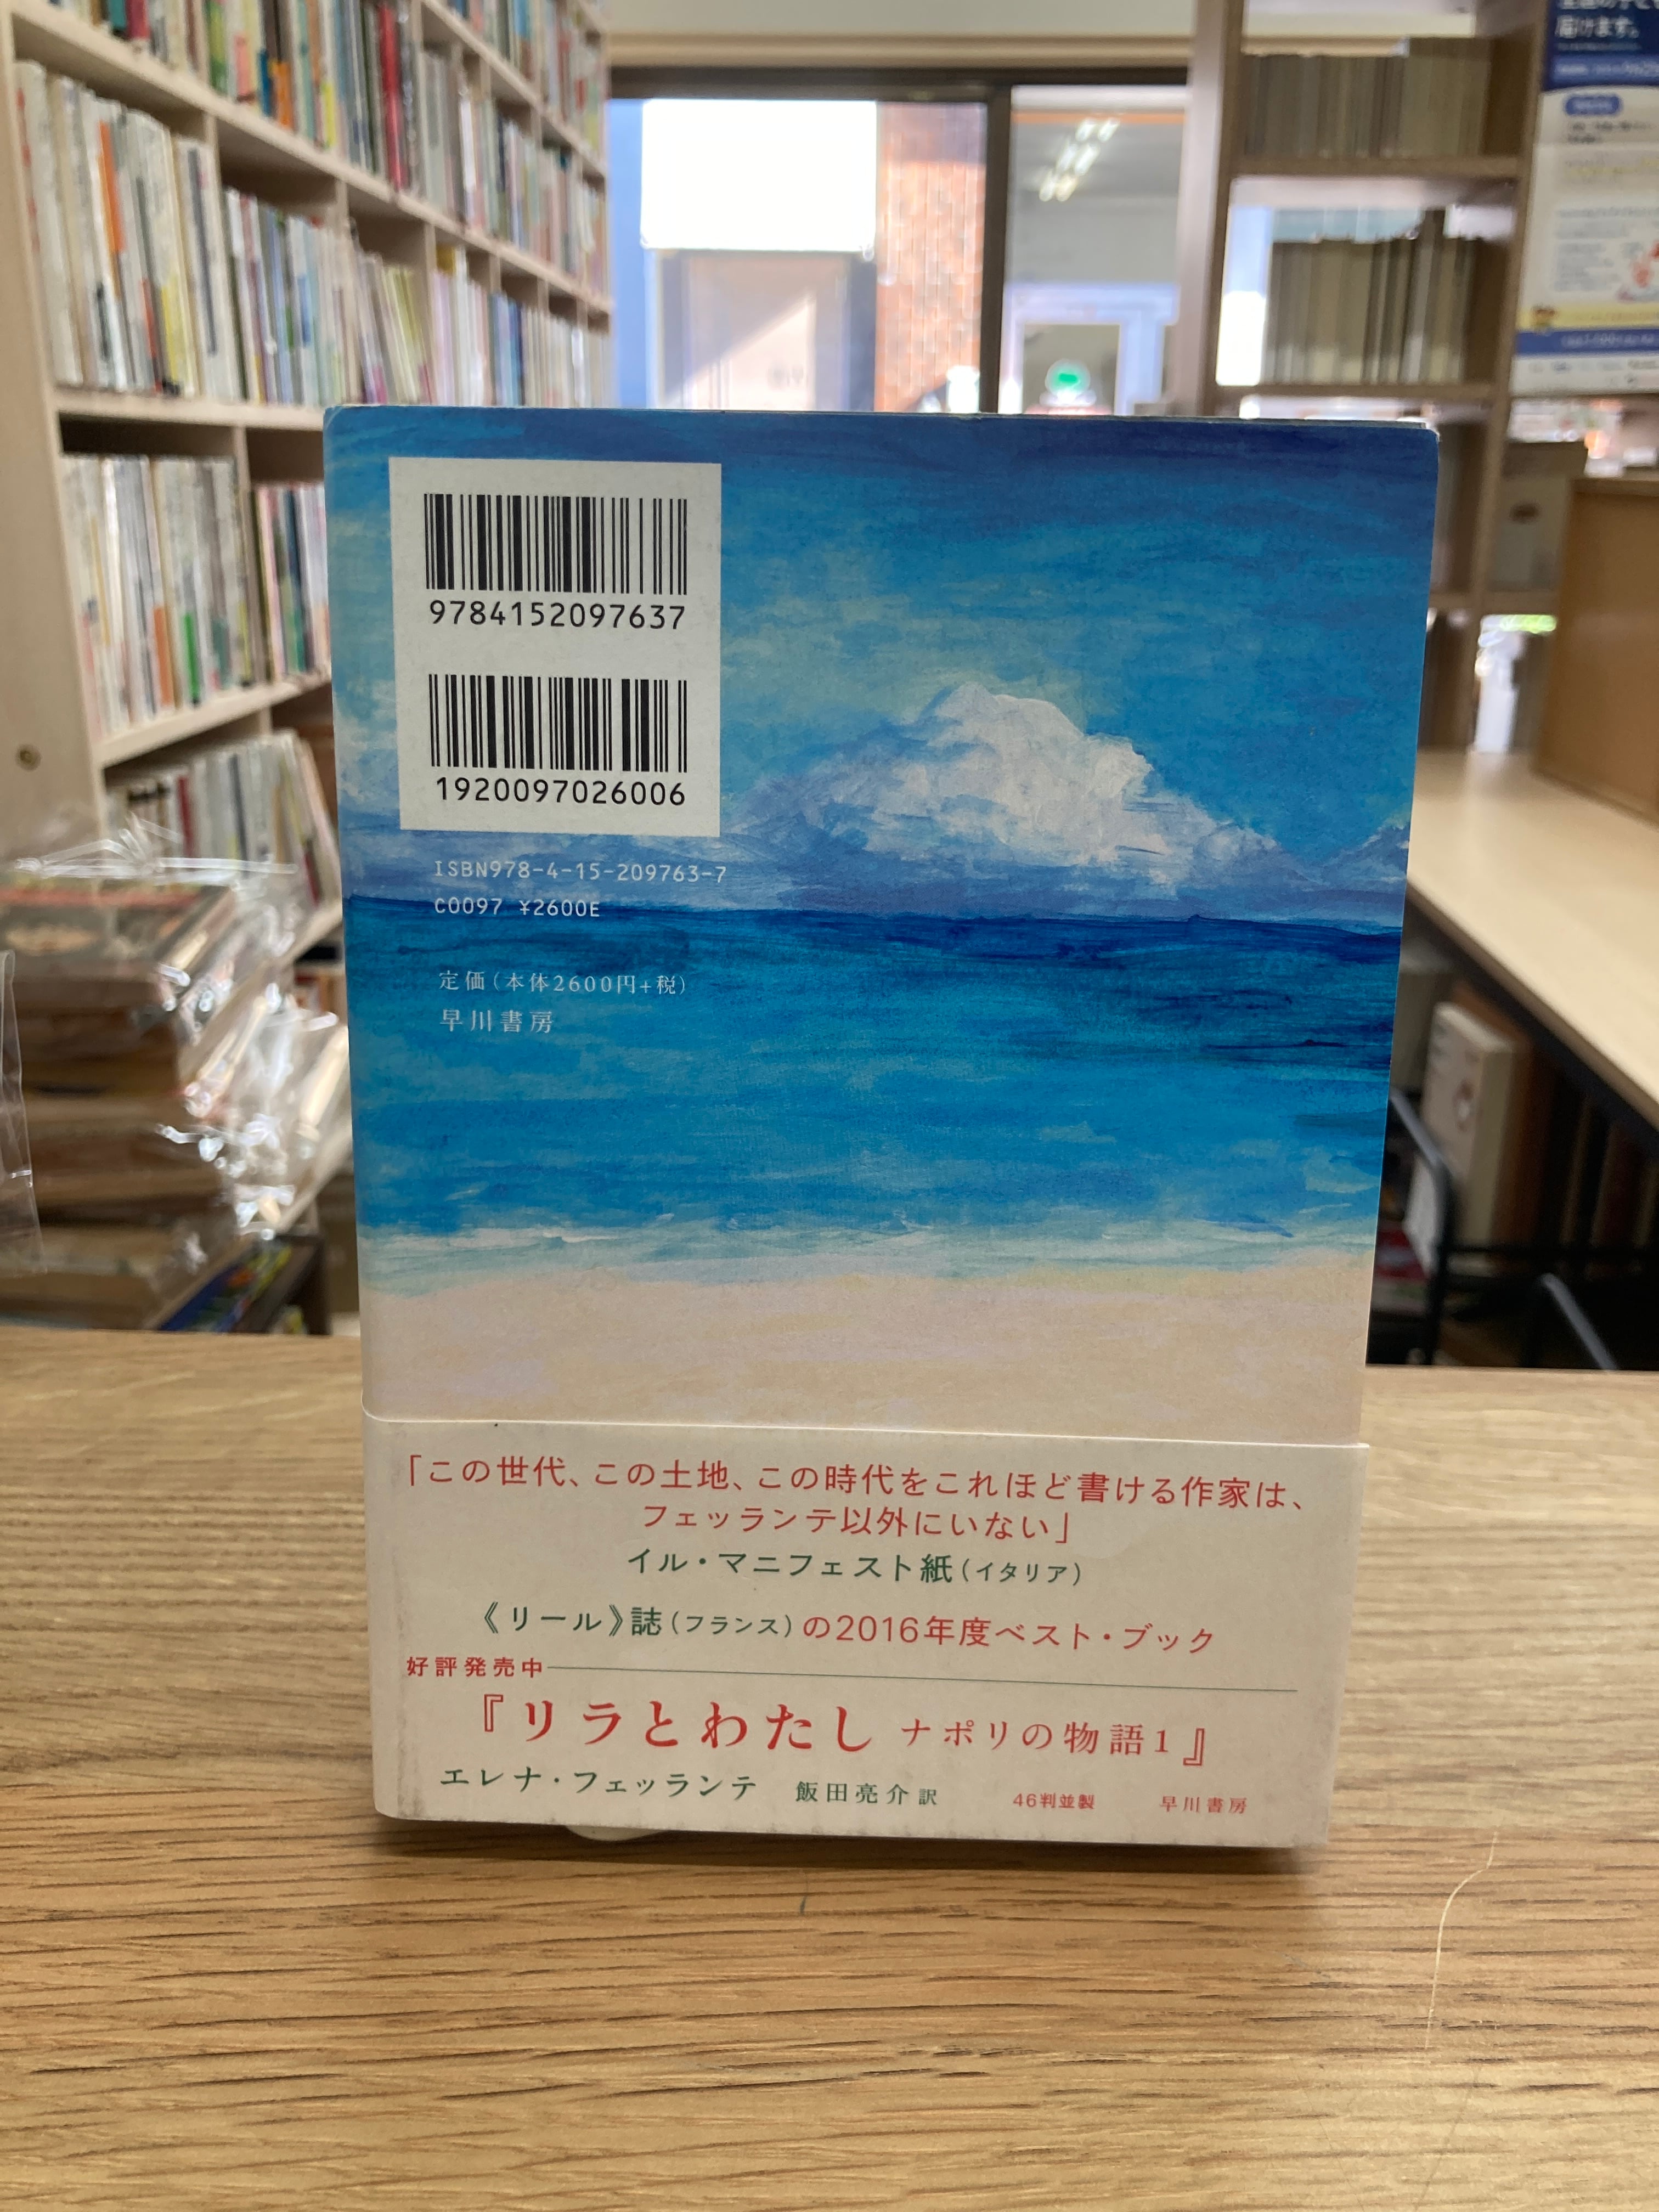 9784152097637
1920097026006
ISBN978-4-15-209763-7
C0097 ¥2600E
定価(本体2600円+税)
早川書房
「この世代、この土地、この時代をこれほど書ける作家は、
フェッランテ以外にいない」
イル・マニフェスト紙(イタリア)
《リール》誌(フランス)の2016年度ベスト・ブック
好評発売中
『リラとわたし ナポリの物語1』
エレナ・フェッランテ 飯田亮介 訳 46判並製 早川書房
届けます。